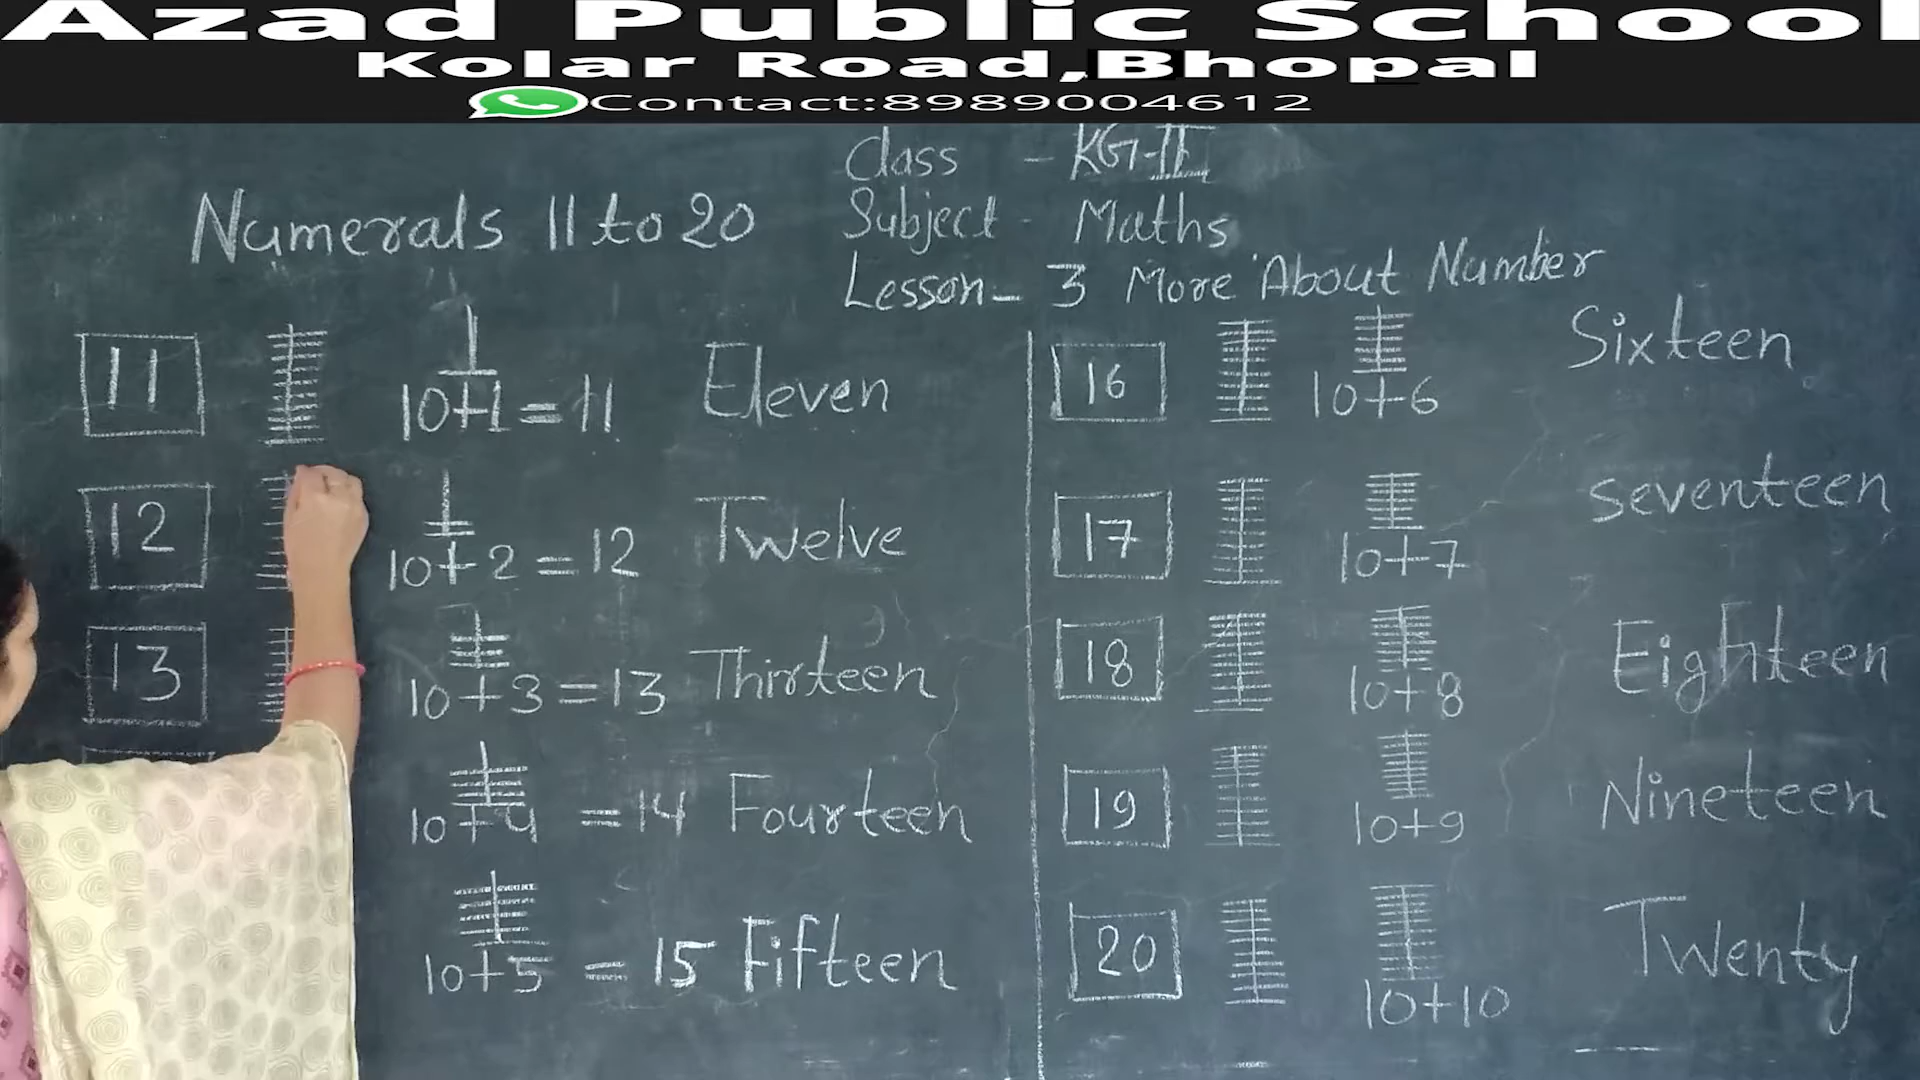 Azad Public School
Kolar Road,Bhopal
Contact:8989004612
Class - KG-II
Subject - Maths
Lesson - 3 More About Number
Numerals 11 to 20
11 10+1 = 11 Eleven
12 10+2 = 12 Twelve
13 10+3 = 13 Thirteen
10+4 = 14 Fourteen
10+5 = 15 Fifteen
16 10+6 Sixteen
17 10+7 seventeen
18 10+8 Eighteen
19 10+9 Nineteen
20 10+10 Twenty